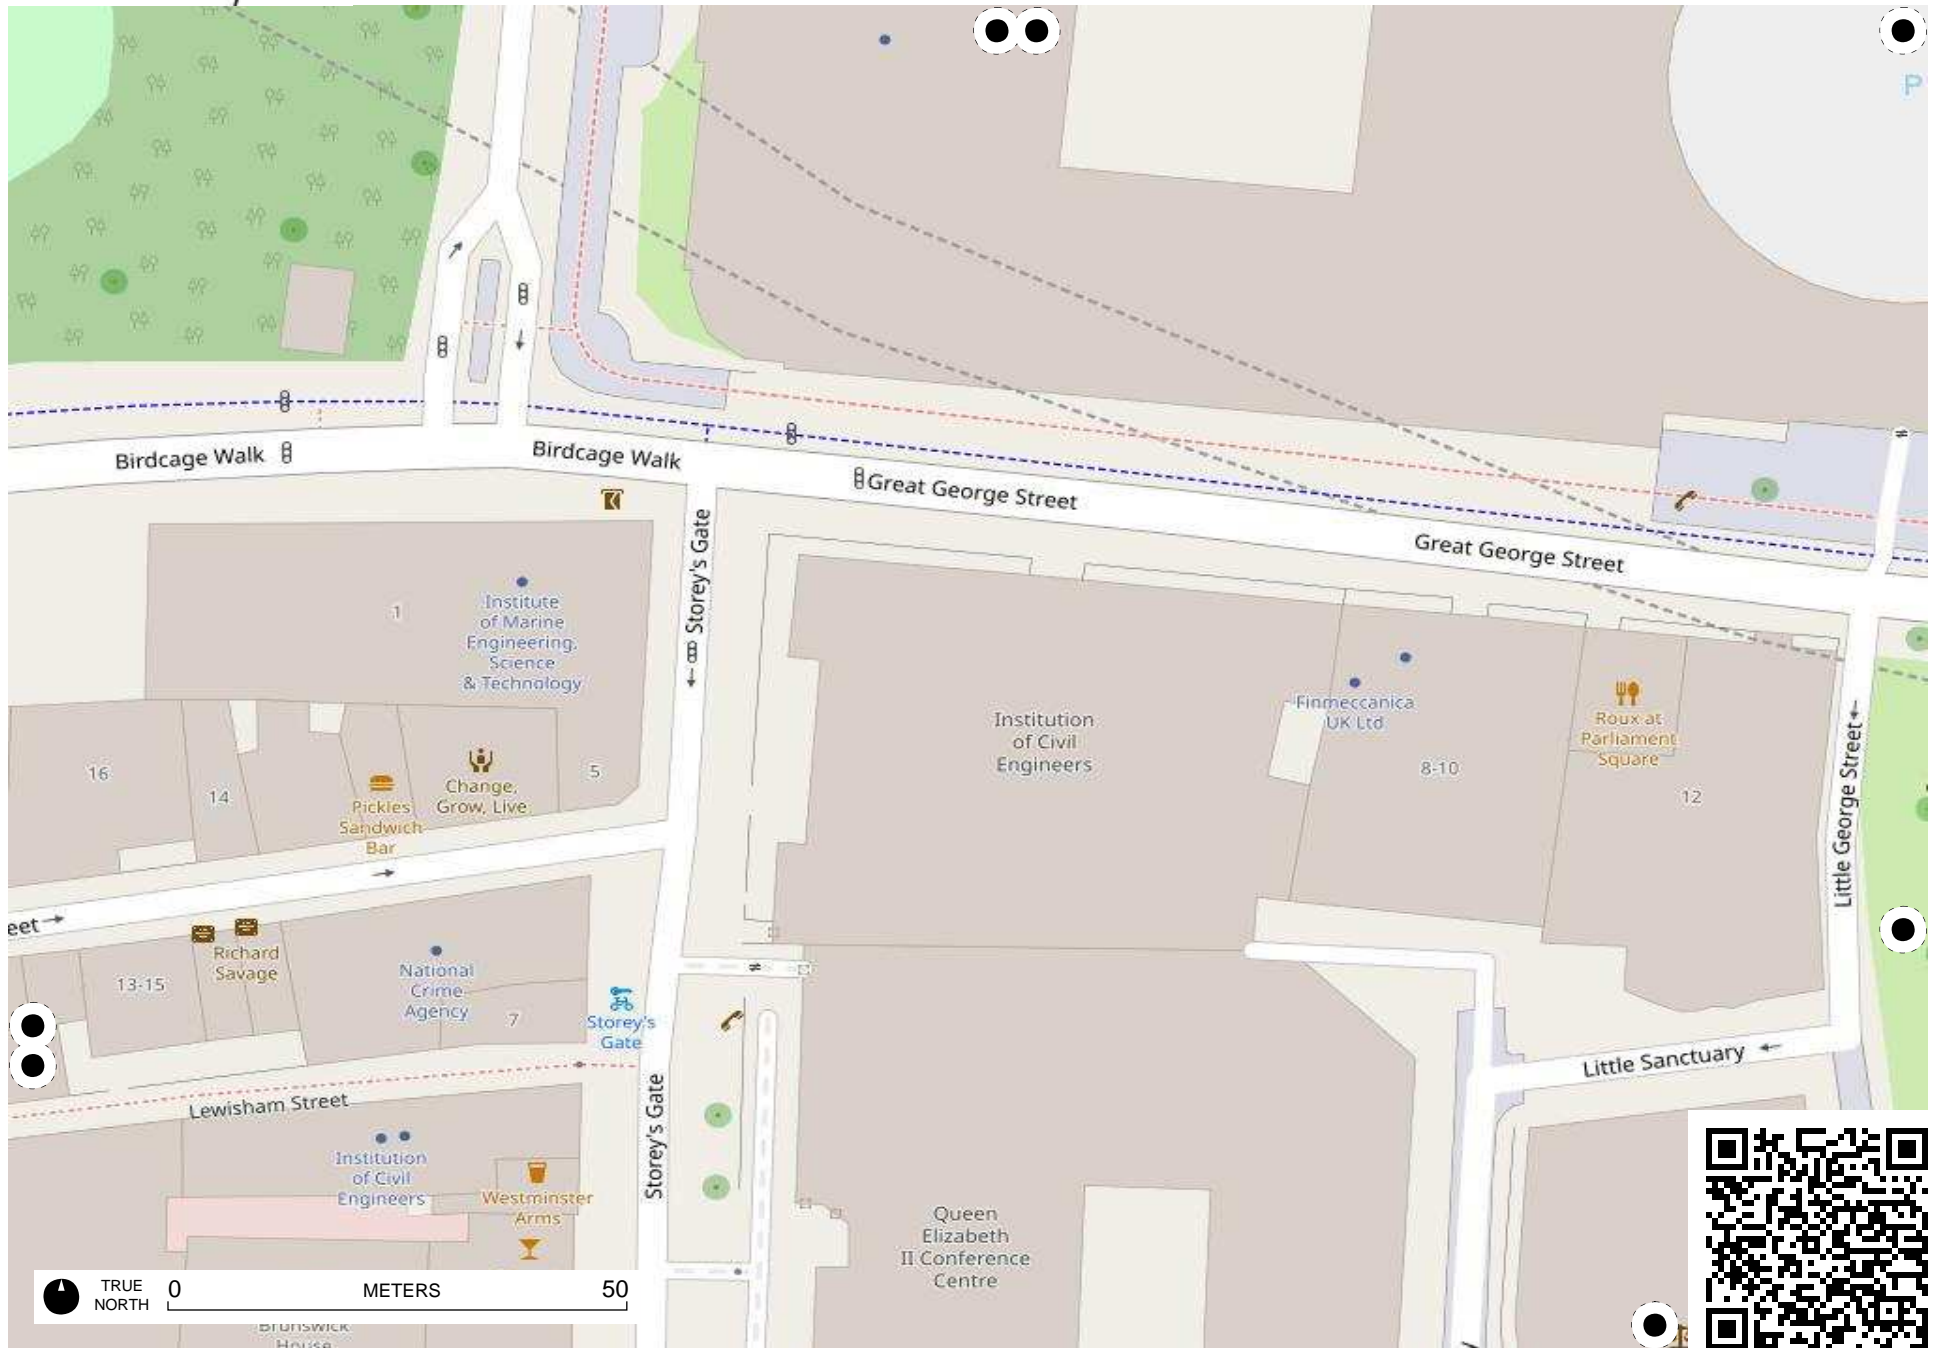 P
Birdcage Walk
Birdcage Walk
Great George Street
Great George Street
Storey's Gate
1
Institute
of Marine
Engineering,
Science
& Technology
Institution
of Civil
Engineers
Finmeccanica
UK Ltd
Roux at
Parliament
Square
8-10
12
Little George Street
16
14
Pickles
Sandwich
Bar
Change,
Grow, Live
5
eet
Richard
Savage
13-15
National
Crime
Agency
7
Storey's
Gate
Little Sanctuary
Lewisham Street
Storey's Gate
Institution
of Civil
Engineers
Westminster
Arms
Queen
Elizabeth
II Conference
Centre
TRUE
NORTH
0 METERS 50
Brunswick
House